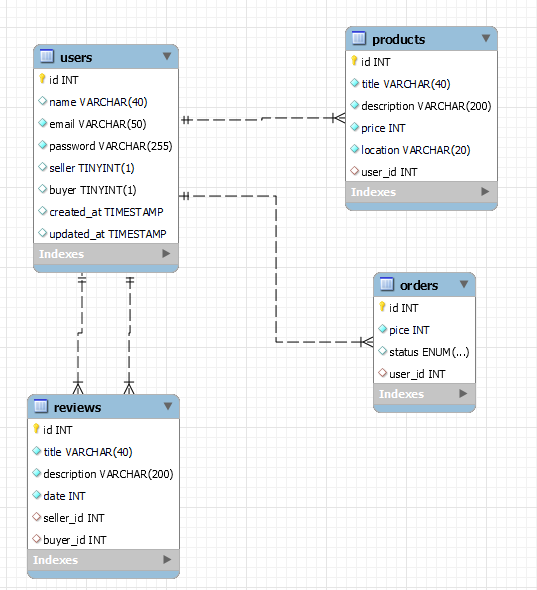 users
id INT
name VARCHAR(40)
email VARCHAR(50)
password VARCHAR(255)
seller TINYINT(1)
buyer TINYINT(1)
created_at TIMESTAMP
updated_at TIMESTAMP
Indexes
products
id INT
title VARCHAR(40)
description VARCHAR(200)
price INT
location VARCHAR(20)
user_id INT
Indexes
orders
id INT
pice INT
status ENUM(...)
user_id INT
Indexes
reviews
id INT
title VARCHAR(40)
description VARCHAR(200)
date INT
seller_id INT
buyer_id INT
Indexes